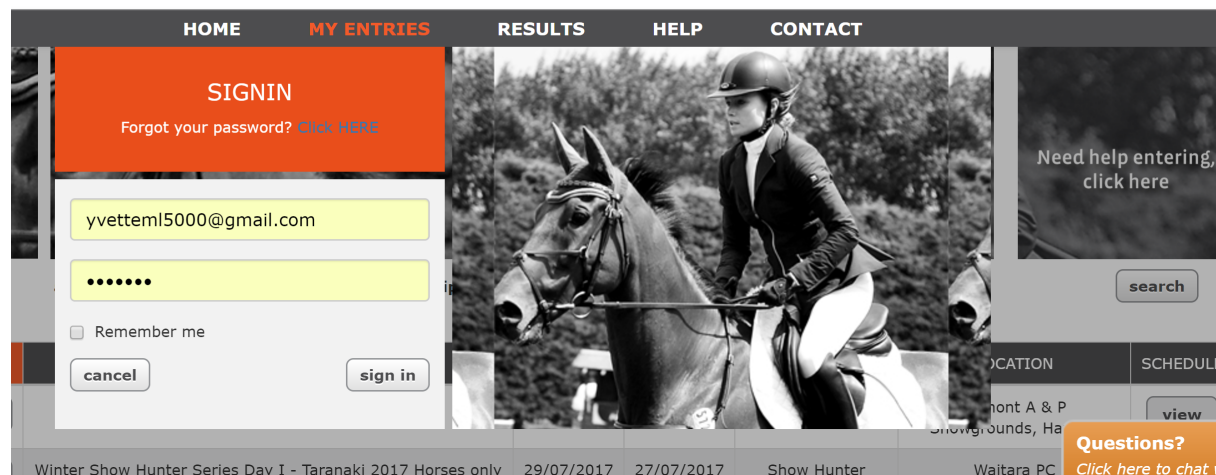 HOME MY ENTRIES RESULTS HELP CONTACT
SIGNIN
Forgot your password? Click HERE
yvetteml5000@gmail.com
•••••••
Remember me
cancel sign in
Need help entering,
click here
search
SCHEDUL
A & P
view
Winter Show Hunter Series Day I - Taranaki 2017 Horses only 29/07/2017 27/07/2017 Show Hunter Waitara PC
Questions?
Click here to chat